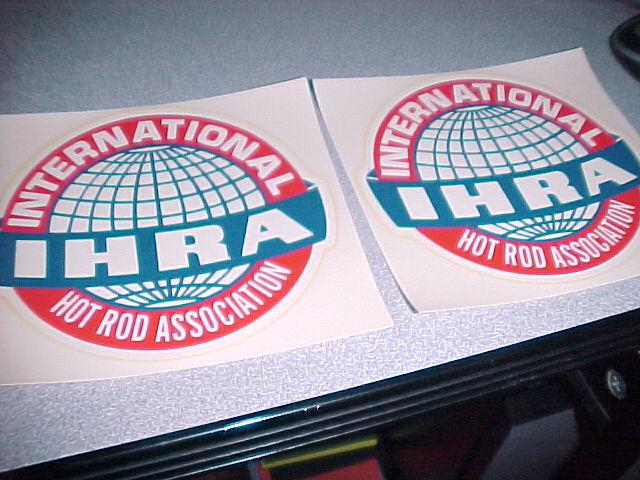 INTERNATIONAL
IHRA
HOT ROD ASSOCIATION
INTERNATIONAL
IHRA
HOT ROD ASSOCIATION